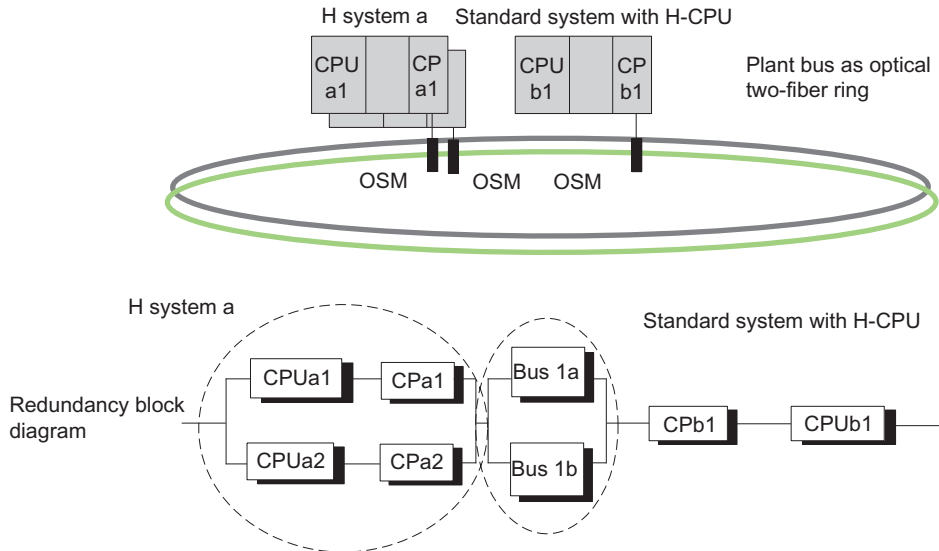 H system a
Standard system with H-CPU
CPU
a1
CP
a1
CPU
b1
CP
b1
Plant bus as optical
two-fiber ring
OSM
OSM
OSM
H system a
Standard system with H-CPU
Redundancy block
diagram
CPUa1
CPa1
Bus 1a
CPUa2
CPa2
Bus 1b
CPb1
CPUb1